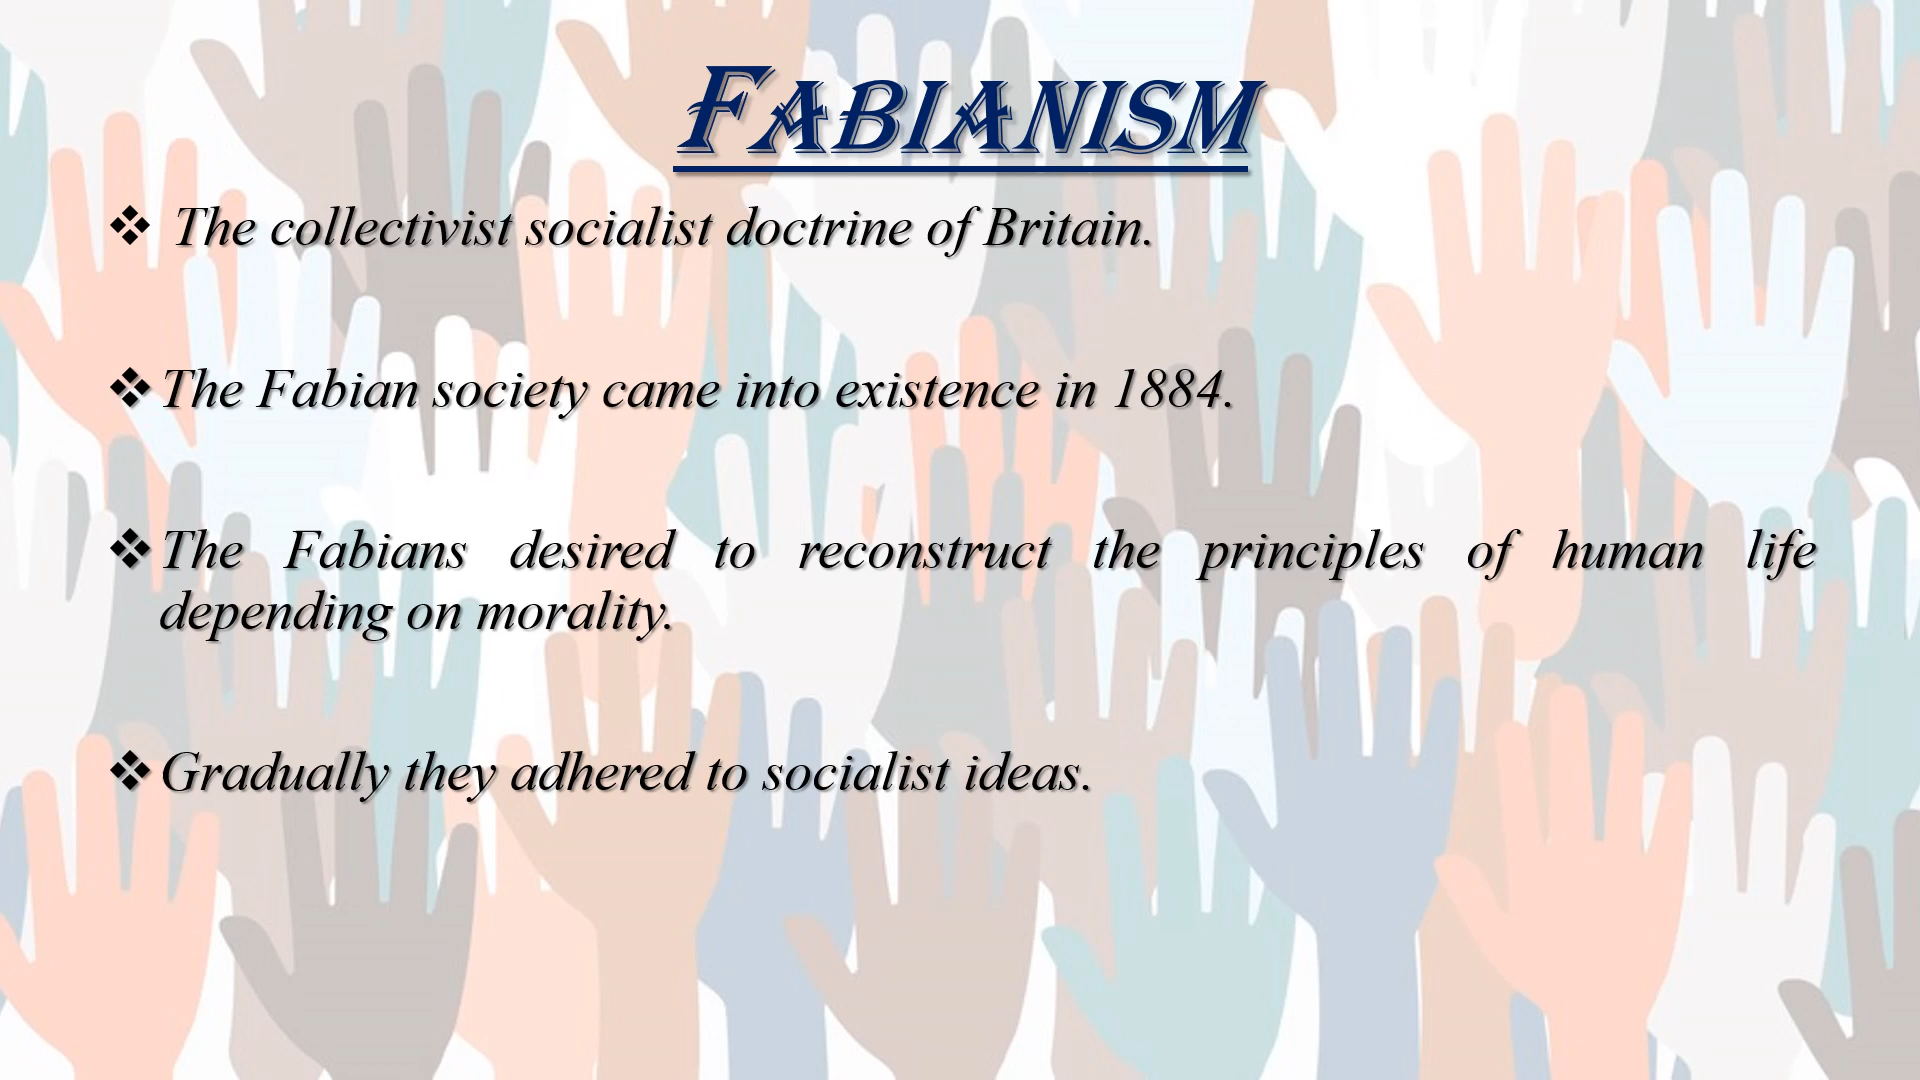 FABIANISM
❖ The collectivist socialist doctrine of Britain.
❖ The Fabian society came into existence in 1884.
❖ The Fabians desired to reconstruct the principles of human life
depending on morality.
❖ Gradually they adhered to socialist ideas.